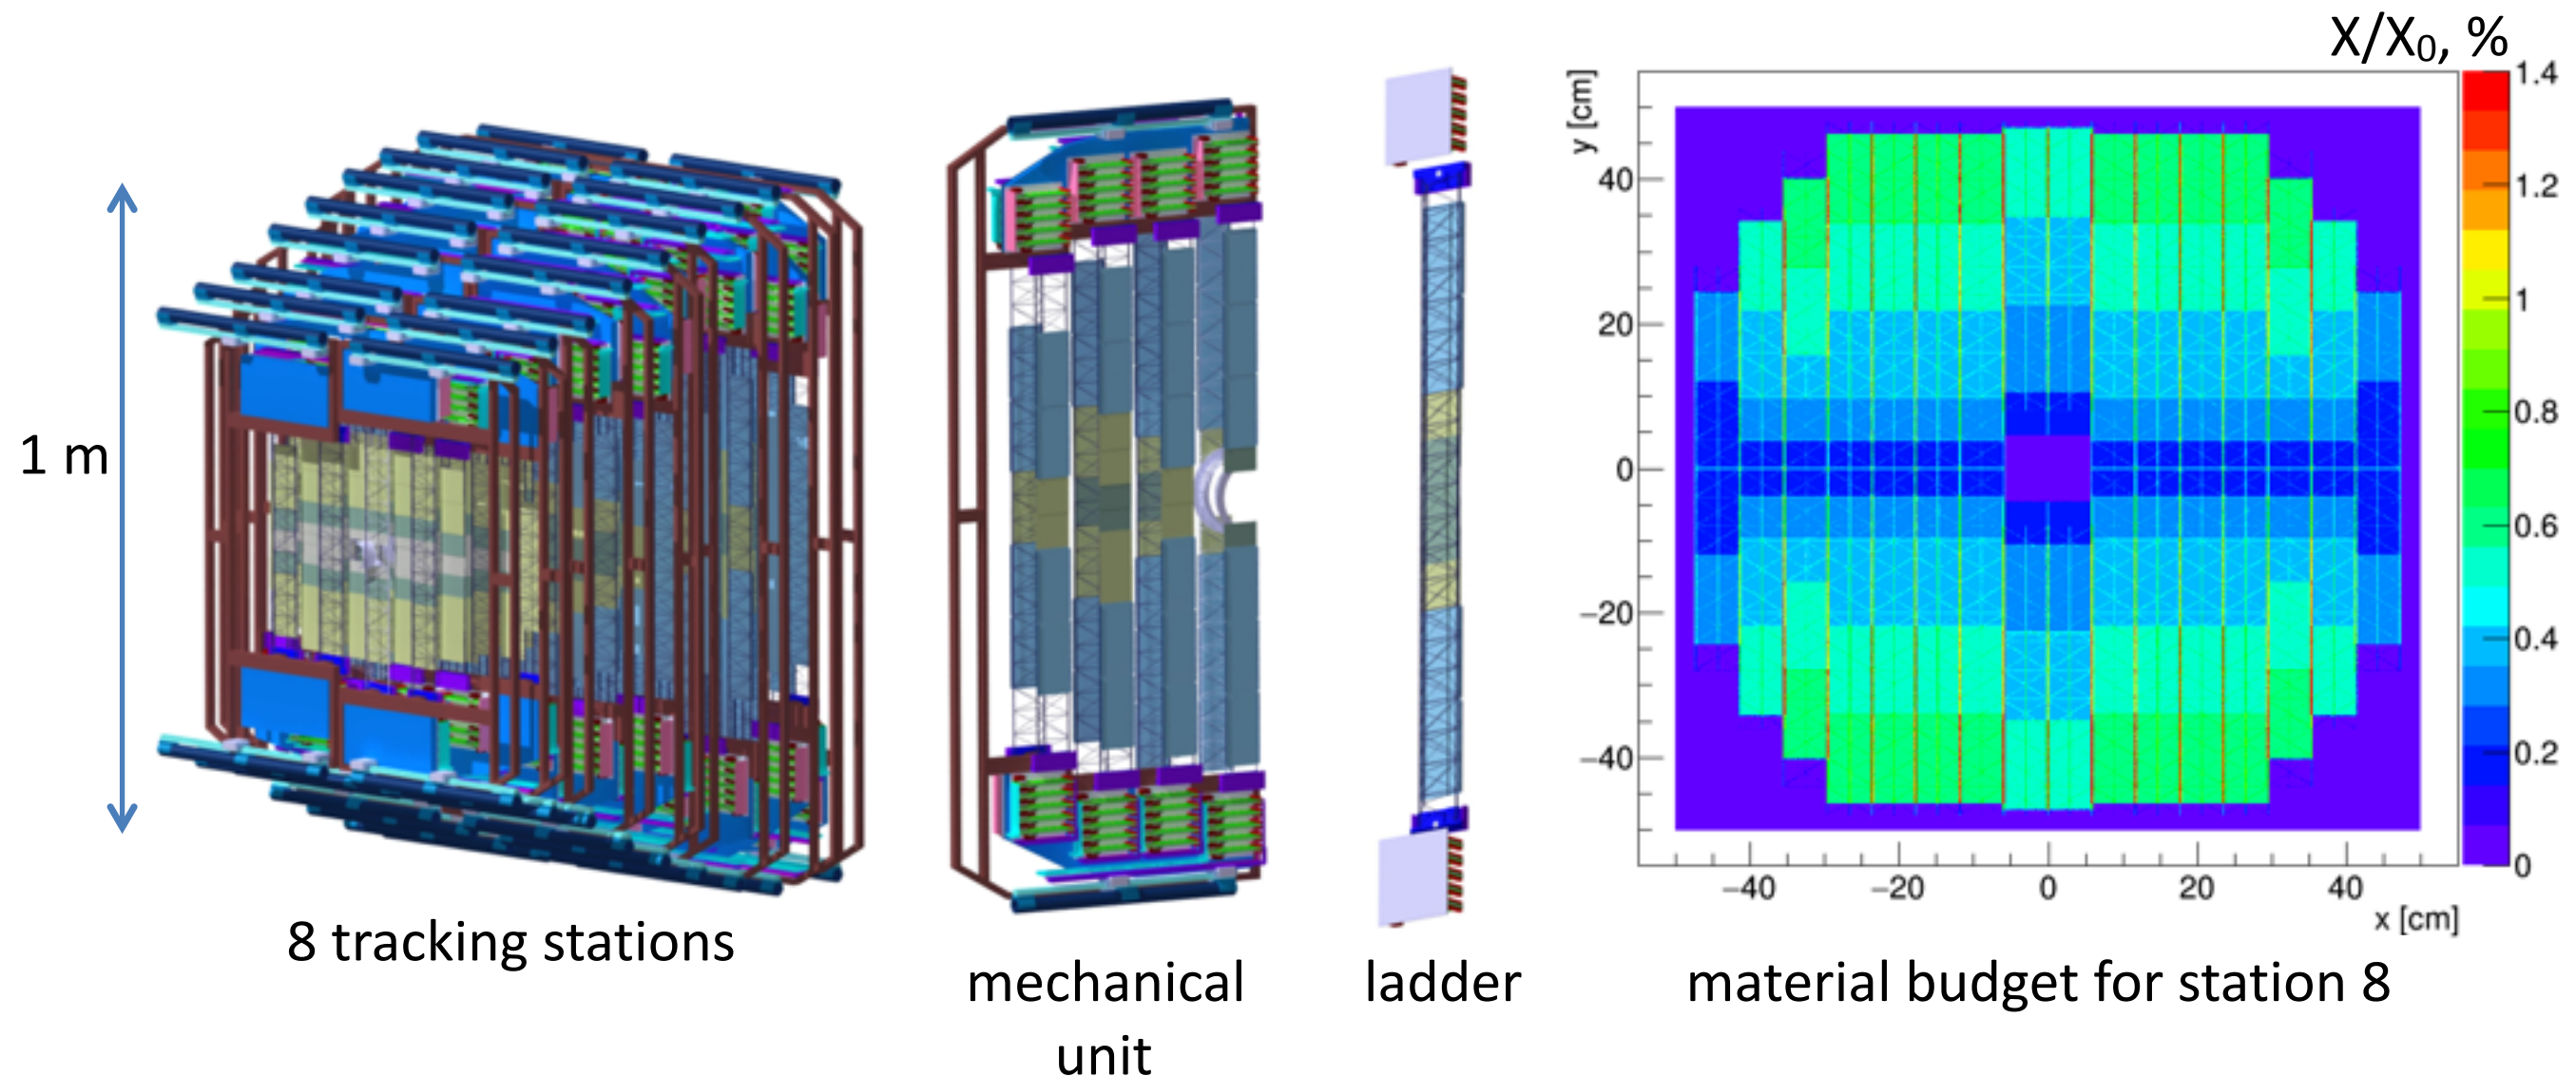 X/X₀, %
1 m
8 tracking stations
mechanical
unit
ladder
y [cm]
40
20
0
−20
−40
−40
−20
0
20
40
x [cm]
1.4
1.2
1
0.8
0.6
0.4
0.2
0
material budget for station 8